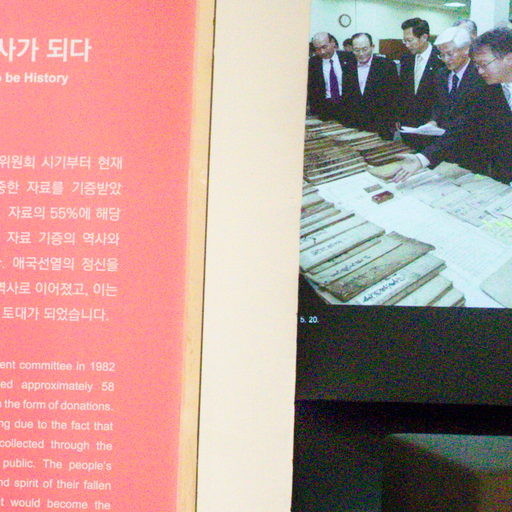 사가 되다
be History
위원회 시기부터 현재
중한 자료를 기증받았
자료의 55%에 해당
자료 기증의 역사와
애국선열의 정신을
역사로 이어졌고, 이는
토대가 되었습니다.
ent committee in 1982
ed approximately 58
the form of donations.
ng due to the fact that
collected through the
public. The people's
nd spirit of their fallen
t would become the
5. 20.